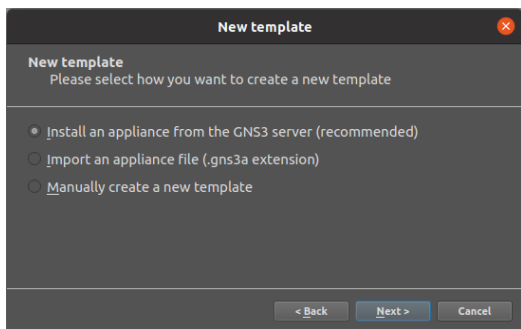 New template
New template
Please select how you want to create a new template
Install an appliance from the GNS3 server (recommended)
Import an appliance file (.gns3a extension)
Manually create a new template
< Back Next > Cancel